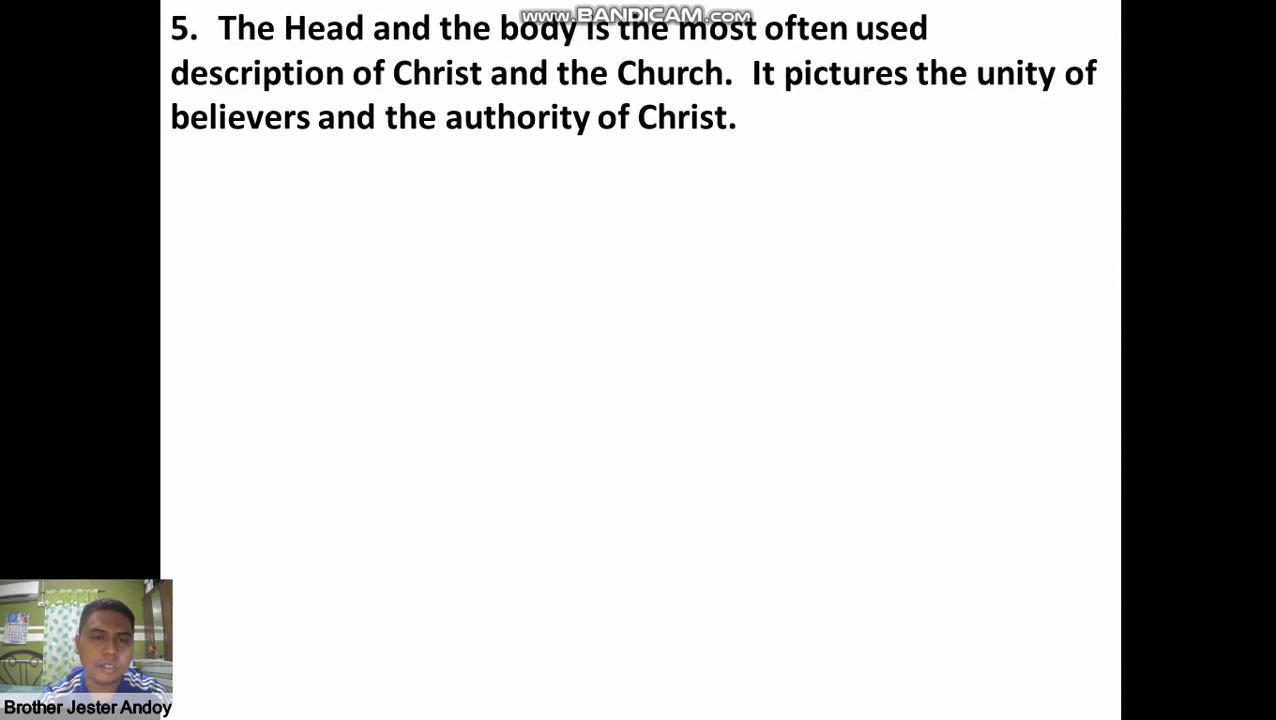 www.BANDICAM.com
5. The Head and the body is the most often used
description of Christ and the Church. It pictures the unity of
believers and the authority of Christ.
Brother Jester Andoy